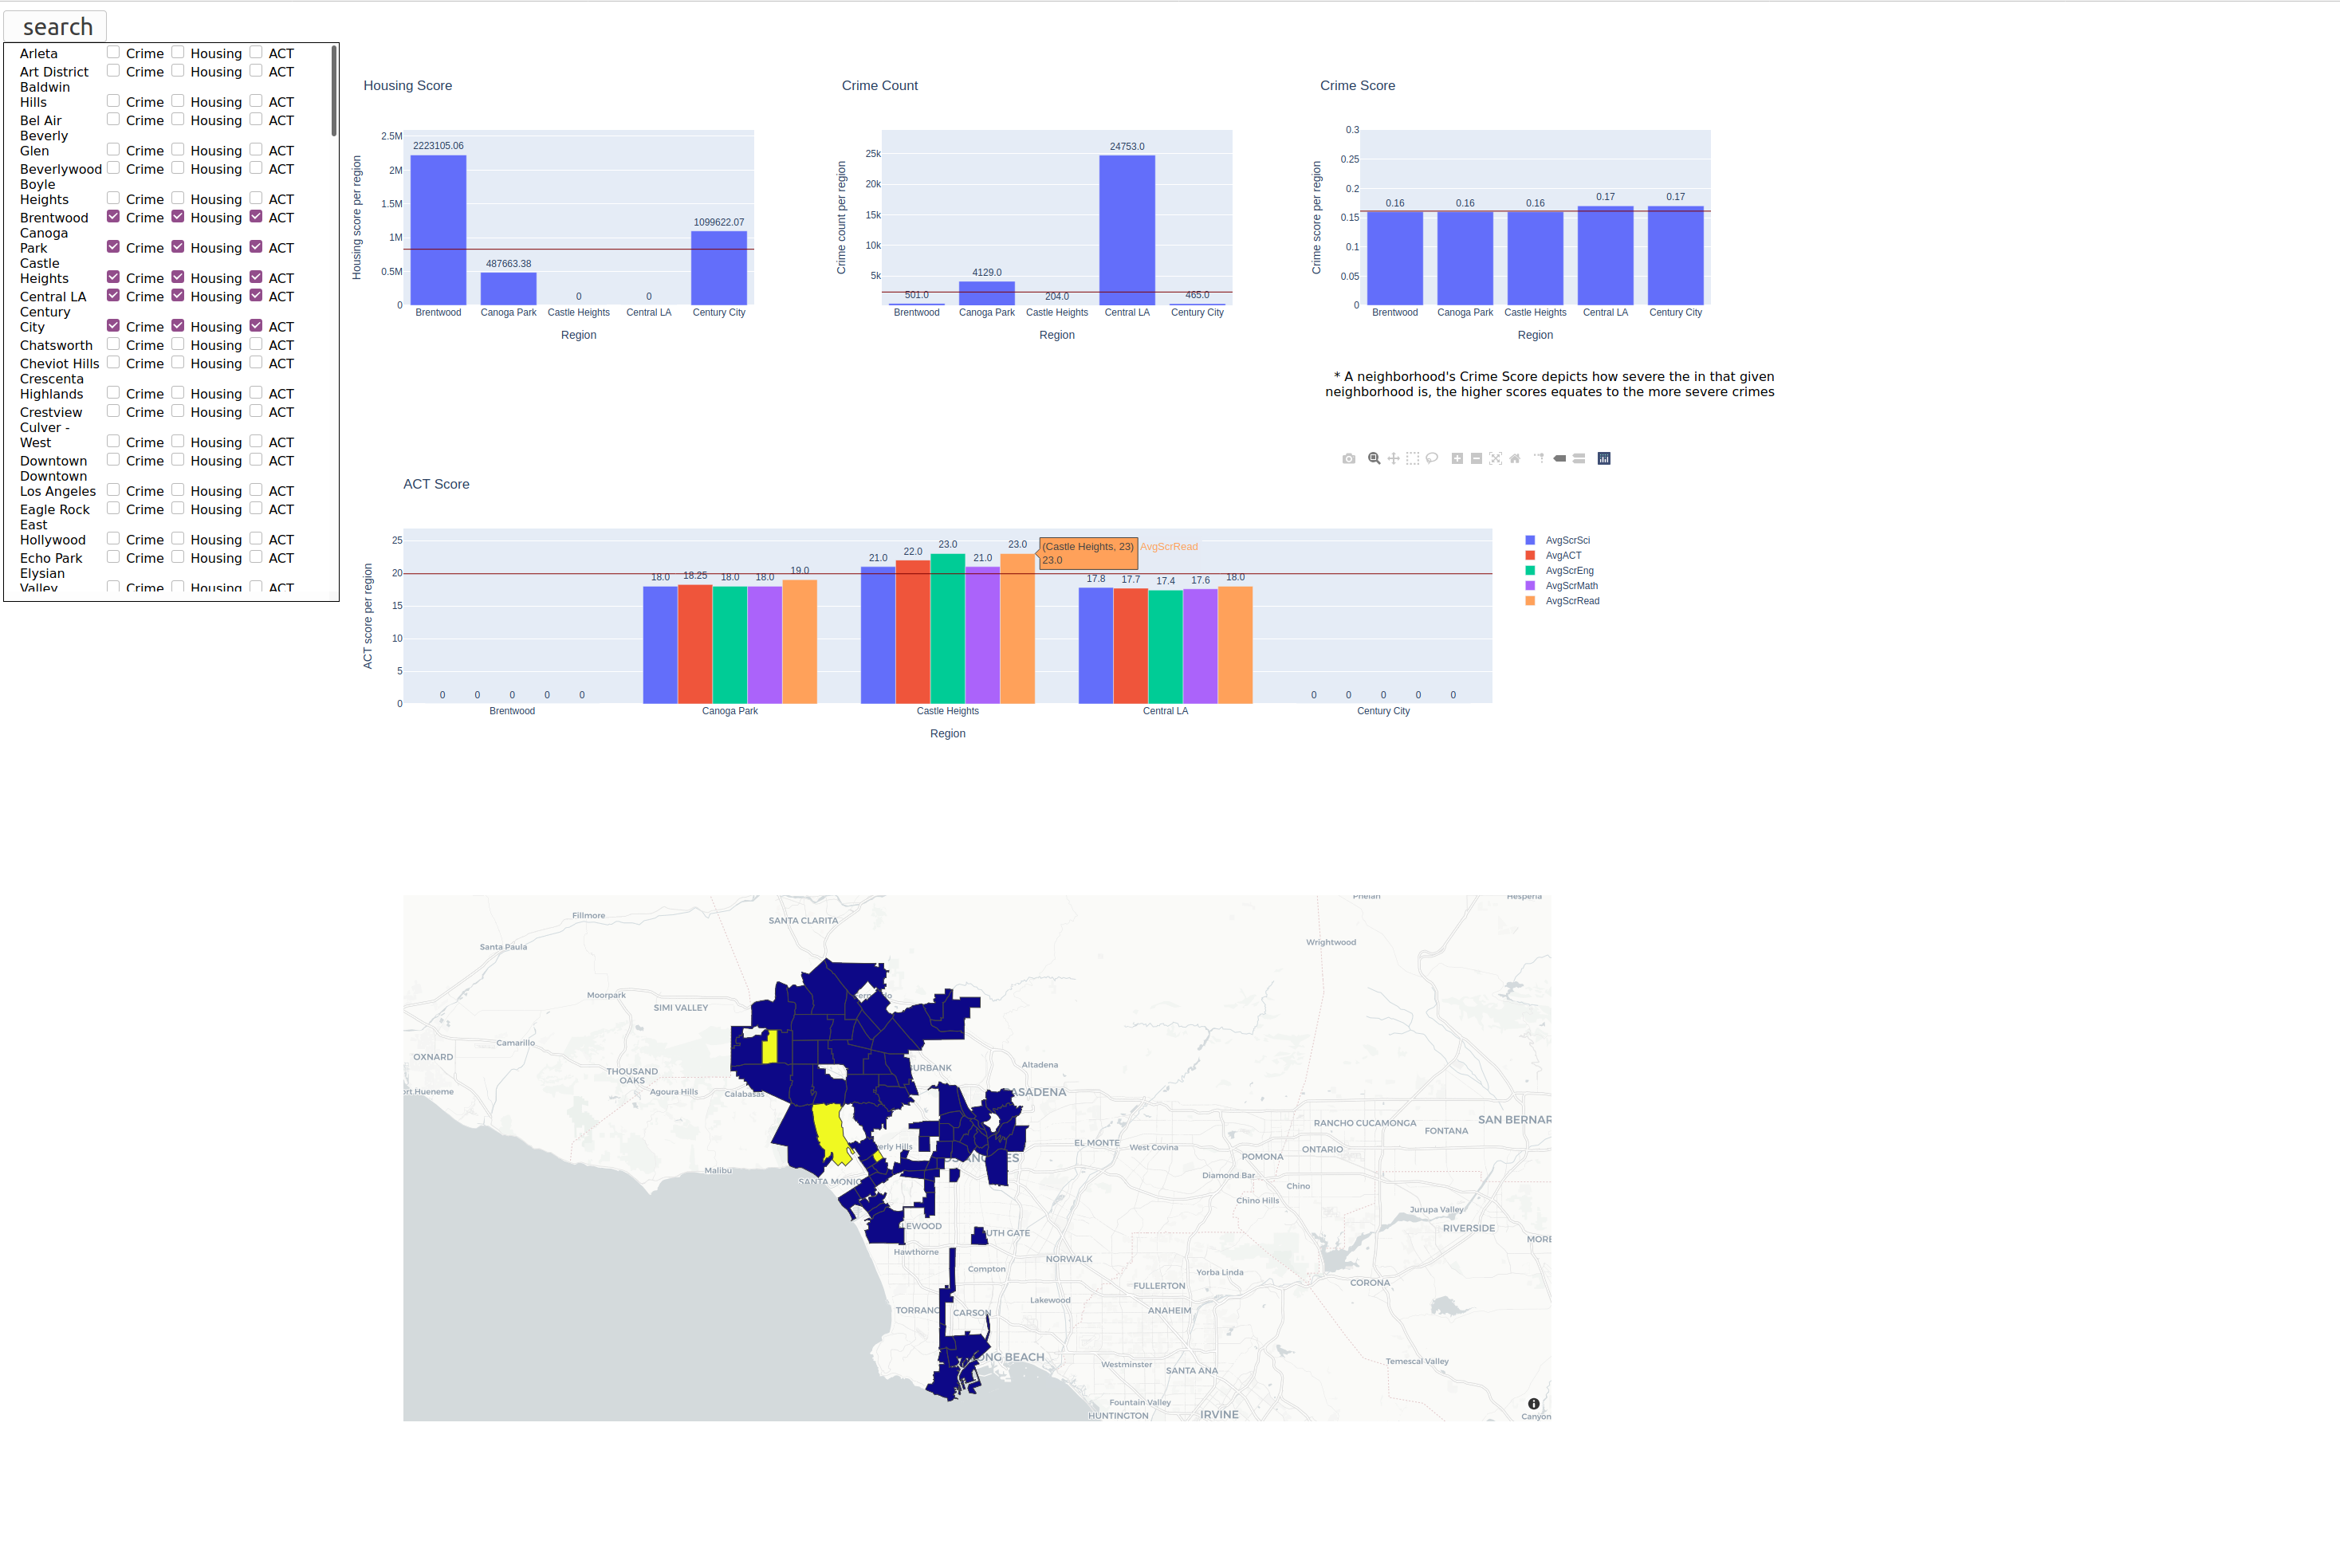 search
Arleta Crime Housing ACT
Art District Crime Housing ACT
Baldwin
Hills Crime Housing ACT
Bel Air Crime Housing ACT
Beverly
Glen Crime Housing ACT
Beverlywood Crime Housing ACT
Boyle
Heights Crime Housing ACT
Brentwood Crime Housing ACT
Canoga
Park Crime Housing ACT
Castle
Heights Crime Housing ACT
Central LA Crime Housing ACT
Century
City Crime Housing ACT
Chatsworth Crime Housing ACT
Cheviot Hills Crime Housing ACT
Crescenta
Highlands Crime Housing ACT
Crestview Crime Housing ACT
Culver -
West Crime Housing ACT
Downtown Crime Housing ACT
Downtown
Los Angeles Crime Housing ACT
Eagle Rock Crime Housing ACT
East
Hollywood Crime Housing ACT
Echo Park Crime Housing ACT
Elysian
Valley Crime Housing ACT
Housing Score
Housing score per region
2.5M
2M
1.5M
1M
0.5M
0
2223105.06
487663.38
0
0
1099622.07
Brentwood Canoga Park Castle Heights Central LA Century City
Region
Crime Count
Crime count per region
25k
20k
15k
10k
5k
501.0
4129.0
204.0
24753.0
465.0
Brentwood Canoga Park Castle Heights Central LA Century City
Region
Crime Score
Crime score per region
0.3
0.25
0.2
0.15
0.1
0.05
0
0.16 0.16 0.16 0.17 0.17
Brentwood Canoga Park Castle Heights Central LA Century City
Region
* A neighborhood's Crime Score depicts how severe the in that given
neighborhood is, the higher scores equates to the more severe crimes
ACT Score
ACT score per region
25
20
15
10
5
0
0 0 0 0 0
18.0 18.25 18.0 18.0 19.0
21.0 22.0 23.0 21.0 23.0
(Castle Heights, 23) AvgScrRead
23.0
17.8 17.7 17.4 17.6 18.0
0 0 0 0 0
Brentwood Canoga Park Castle Heights Central LA Century City
Region
AvgScrSci
AvgACT
AvgScrEng
AvgScrMath
AvgScrRead
Phelan
Hesperia
Fillmore
SANTA CLARITA
Santa Paula
Wrightwood
Moorpark
SIMI VALLEY
Camarillo
OXNARD
THOUSAND
OAKS
Agoura Hills
Calabasas
URBANK
Altadena
ASADENA
rt Hueneme
SAN BERNAR
RANCHO CUCAMONGA
FONTANA
EL MONTE
West Covina
ONTARIO
POMONA
erly Hills
ES
Malibu
SANTA MONIC
Diamond Bar
Chino
Chino Hills
Jurupa Valley
RIVERSIDE
MORE
LEWOOD
UTH GATE
Hawthorne
NORWALK
Compton
Yorba Linda
CORONA
FULLERTON
Lakewood
ANAHEIM
TORRANC
CARSON
ONG BEACH
Westminster
SANTA ANA
Temescal Valley
Fountain Valley
HUNTINGTON
IRVINE
Canyon